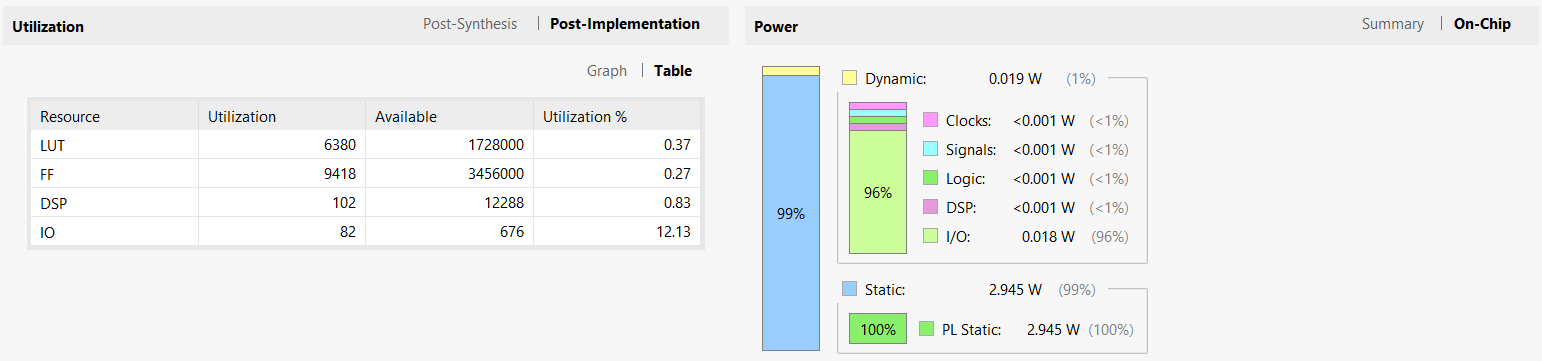 Utilization Post-Synthesis | Post-Implementation
Graph | Table
Resource Utilization Available Utilization %
LUT 6380 1728000 0.37
FF 9418 3456000 0.27
DSP 102 12288 0.83
IO 82 676 12.13
Power Summary | On-Chip
99%
Dynamic: 0.019 W (1%)
96%
Clocks: <0.001 W (<1%)
Signals: <0.001 W (<1%)
Logic: <0.001 W (<1%)
DSP: <0.001 W (<1%)
I/O: 0.018 W (96%)
Static: 2.945 W (99%)
100% PL Static: 2.945 W (100%)